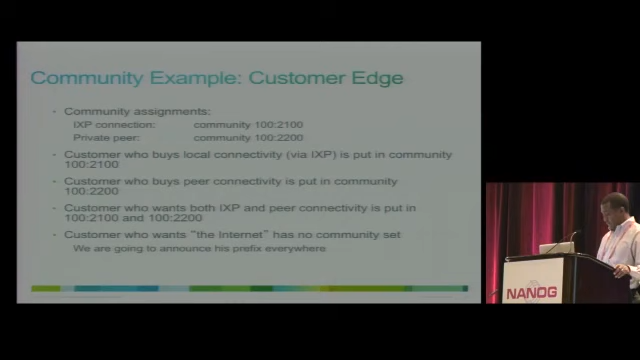 Community Example: Customer Edge
Community assignments:
IXP connection: community 100:2100
Private peer: community 100:2200
Customer who buys local connectivity (via IXP) is put in community
100:2100
Customer who buys peer connectivity is put in community
100:2200
Customer who wants both IXP and peer connectivity is put in
100:2100 and 100:2200
Customer who wants "the Internet" has no community set
We are going to announce his prefix everywhere
NANOG